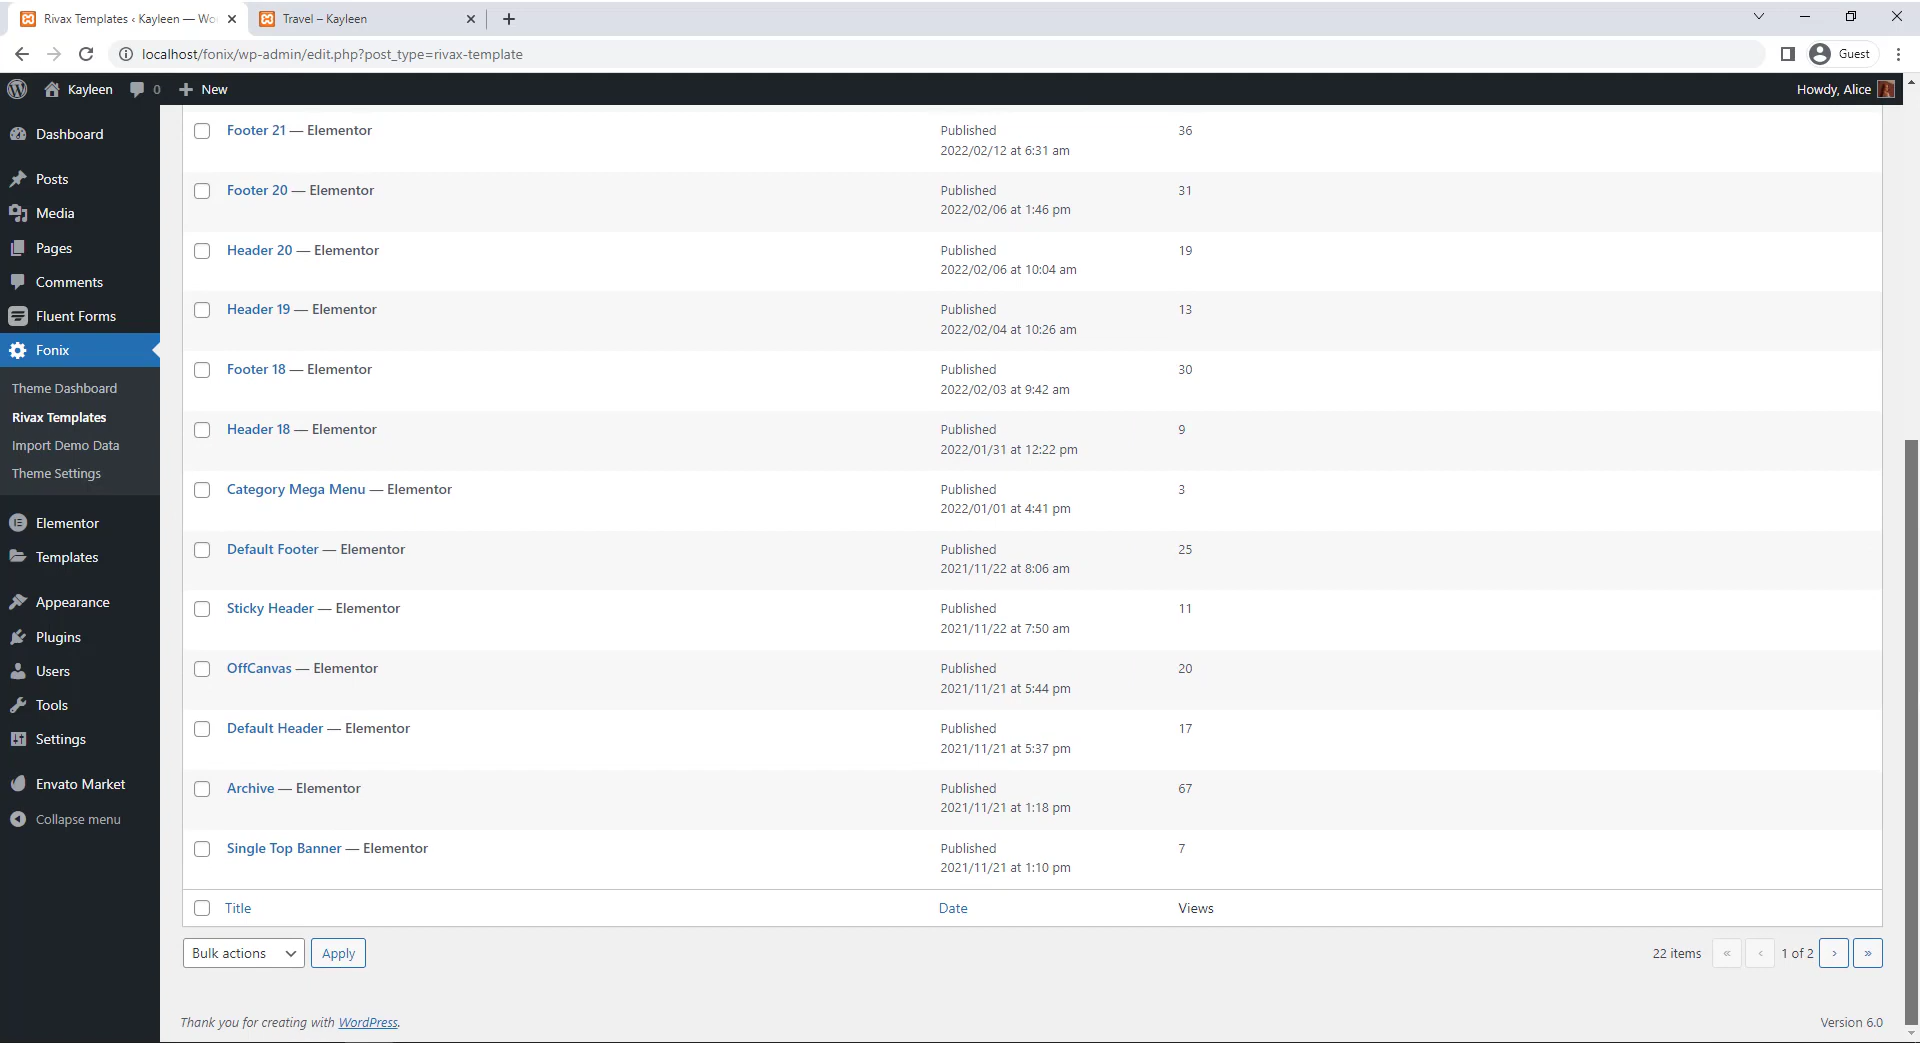 Rivax Templates ‹ Kayleen — Wo
Travel – Kayleen
localhost/fonix/wp-admin/edit.php?post_type=rivax-template
Guest
Kayleen
0
New
Howdy, Alice
Dashboard
Posts
Media
Pages
Comments
Fluent Forms
Fonix
Theme Dashboard
Rivax Templates
Import Demo Data
Theme Settings
Elementor
Templates
Appearance
Plugins
Users
Tools
Settings
Envato Market
Collapse menu
Footer 21 — Elementor
Published
36
2022/02/12 at 6:31 am
Footer 20 — Elementor
Published
31
2022/02/06 at 1:46 pm
Header 20 — Elementor
Published
19
2022/02/06 at 10:04 am
Header 19 — Elementor
Published
13
2022/02/04 at 10:26 am
Footer 18 — Elementor
Published
30
2022/02/03 at 9:42 am
Header 18 — Elementor
Published
9
2022/01/31 at 12:22 pm
Category Mega Menu — Elementor
Published
3
2022/01/01 at 4:41 pm
Default Footer — Elementor
Published
25
2021/11/22 at 8:06 am
Sticky Header — Elementor
Published
11
2021/11/22 at 7:50 am
OffCanvas — Elementor
Published
20
2021/11/21 at 5:44 pm
Default Header — Elementor
Published
17
2021/11/21 at 5:37 pm
Archive — Elementor
Published
67
2021/11/21 at 1:18 pm
Single Top Banner — Elementor
Published
7
2021/11/21 at 1:10 pm
Title
Date
Views
Bulk actions
Apply
22 items
«
‹
1 of 2
›
»
Thank you for creating with WordPress.
Version 6.0